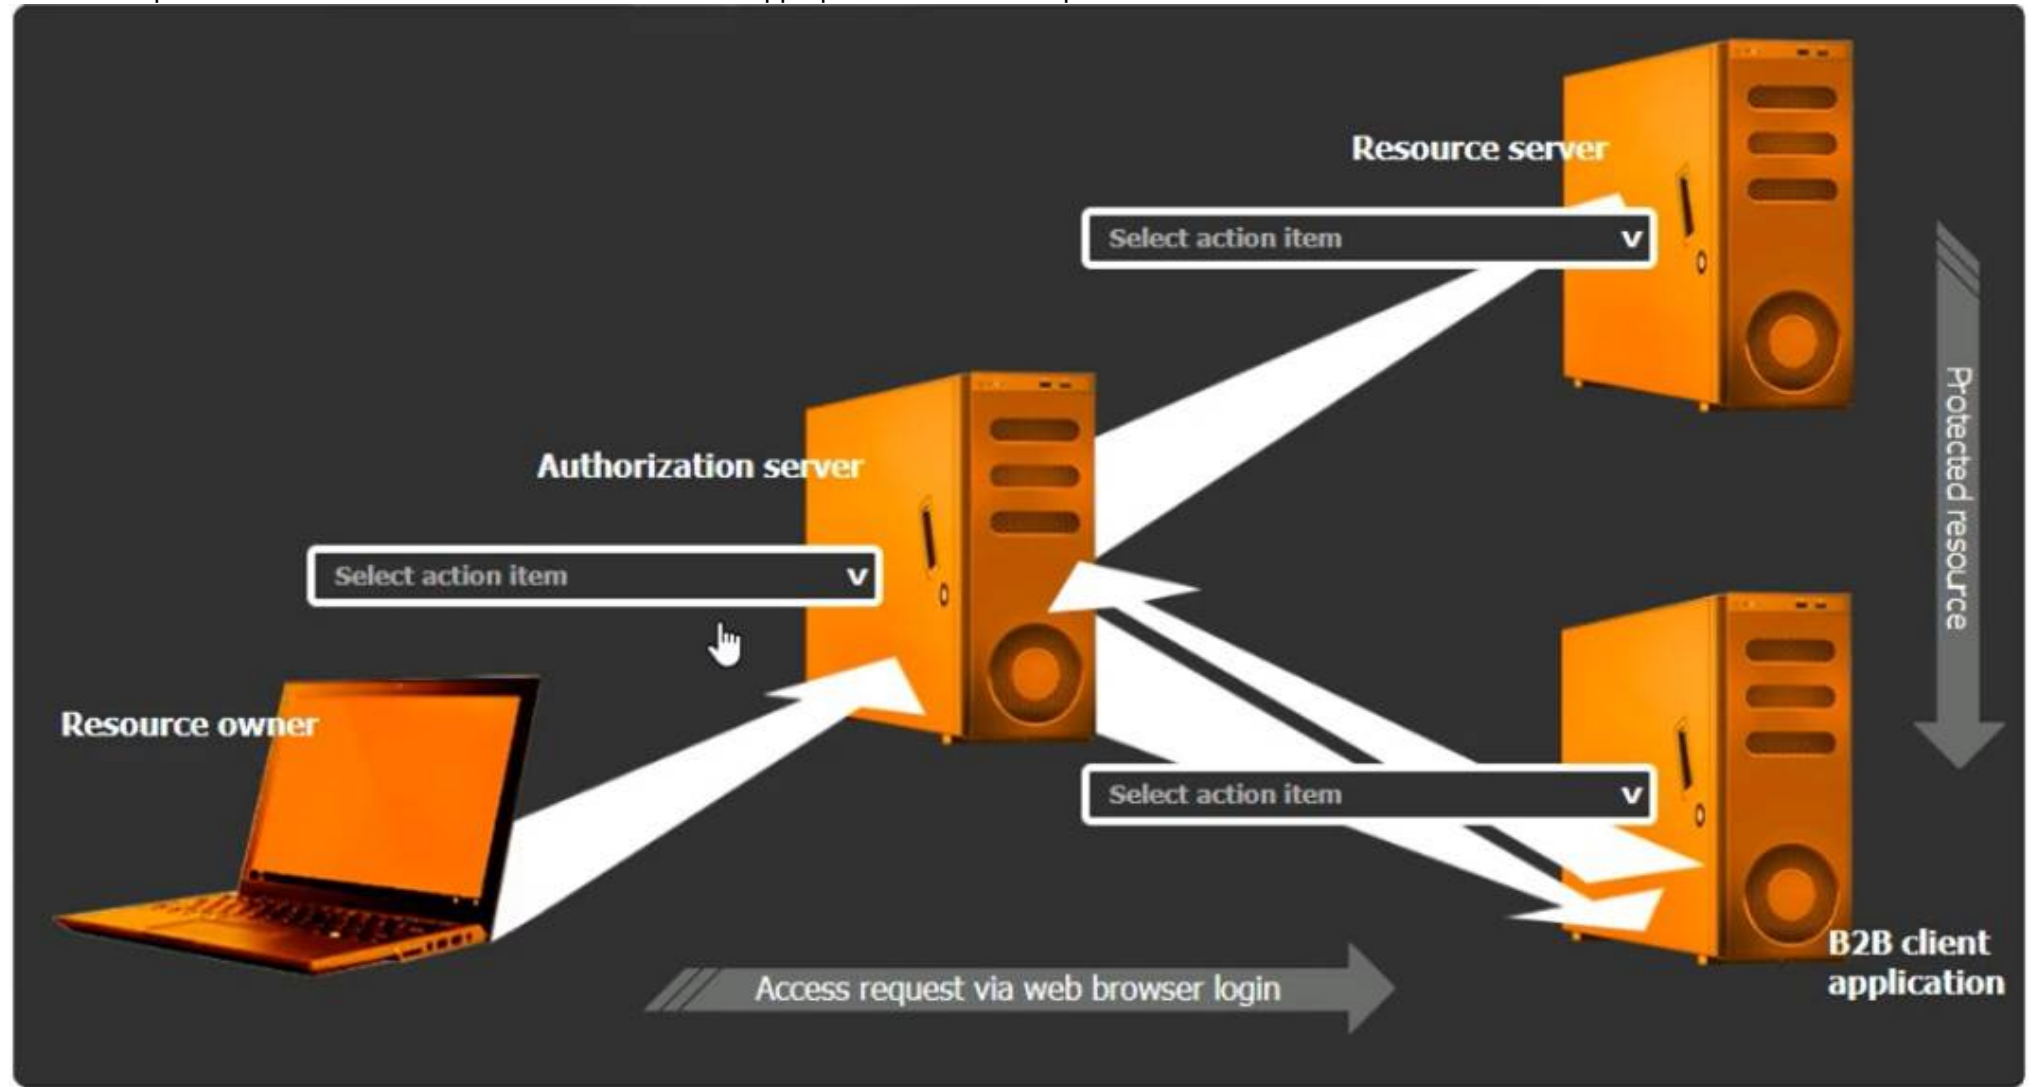 Resource server
Select action item v
Authorization server
Select action item v
Protected resource
Resource owner
Select action item v
B2B client
application
Access request via web browser login